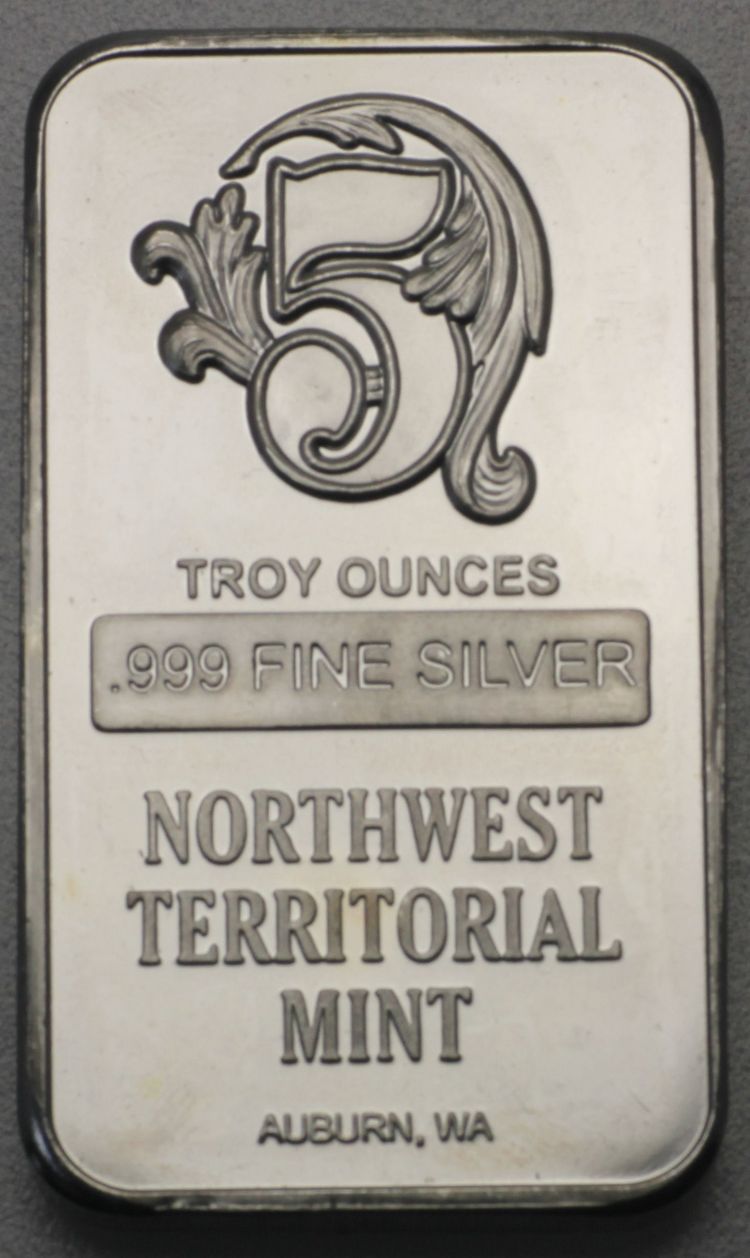 5
TROY OUNCES
.999 FINE SILVER
NORTHWEST
TERRITORIAL
MINT
AUBURN, WA